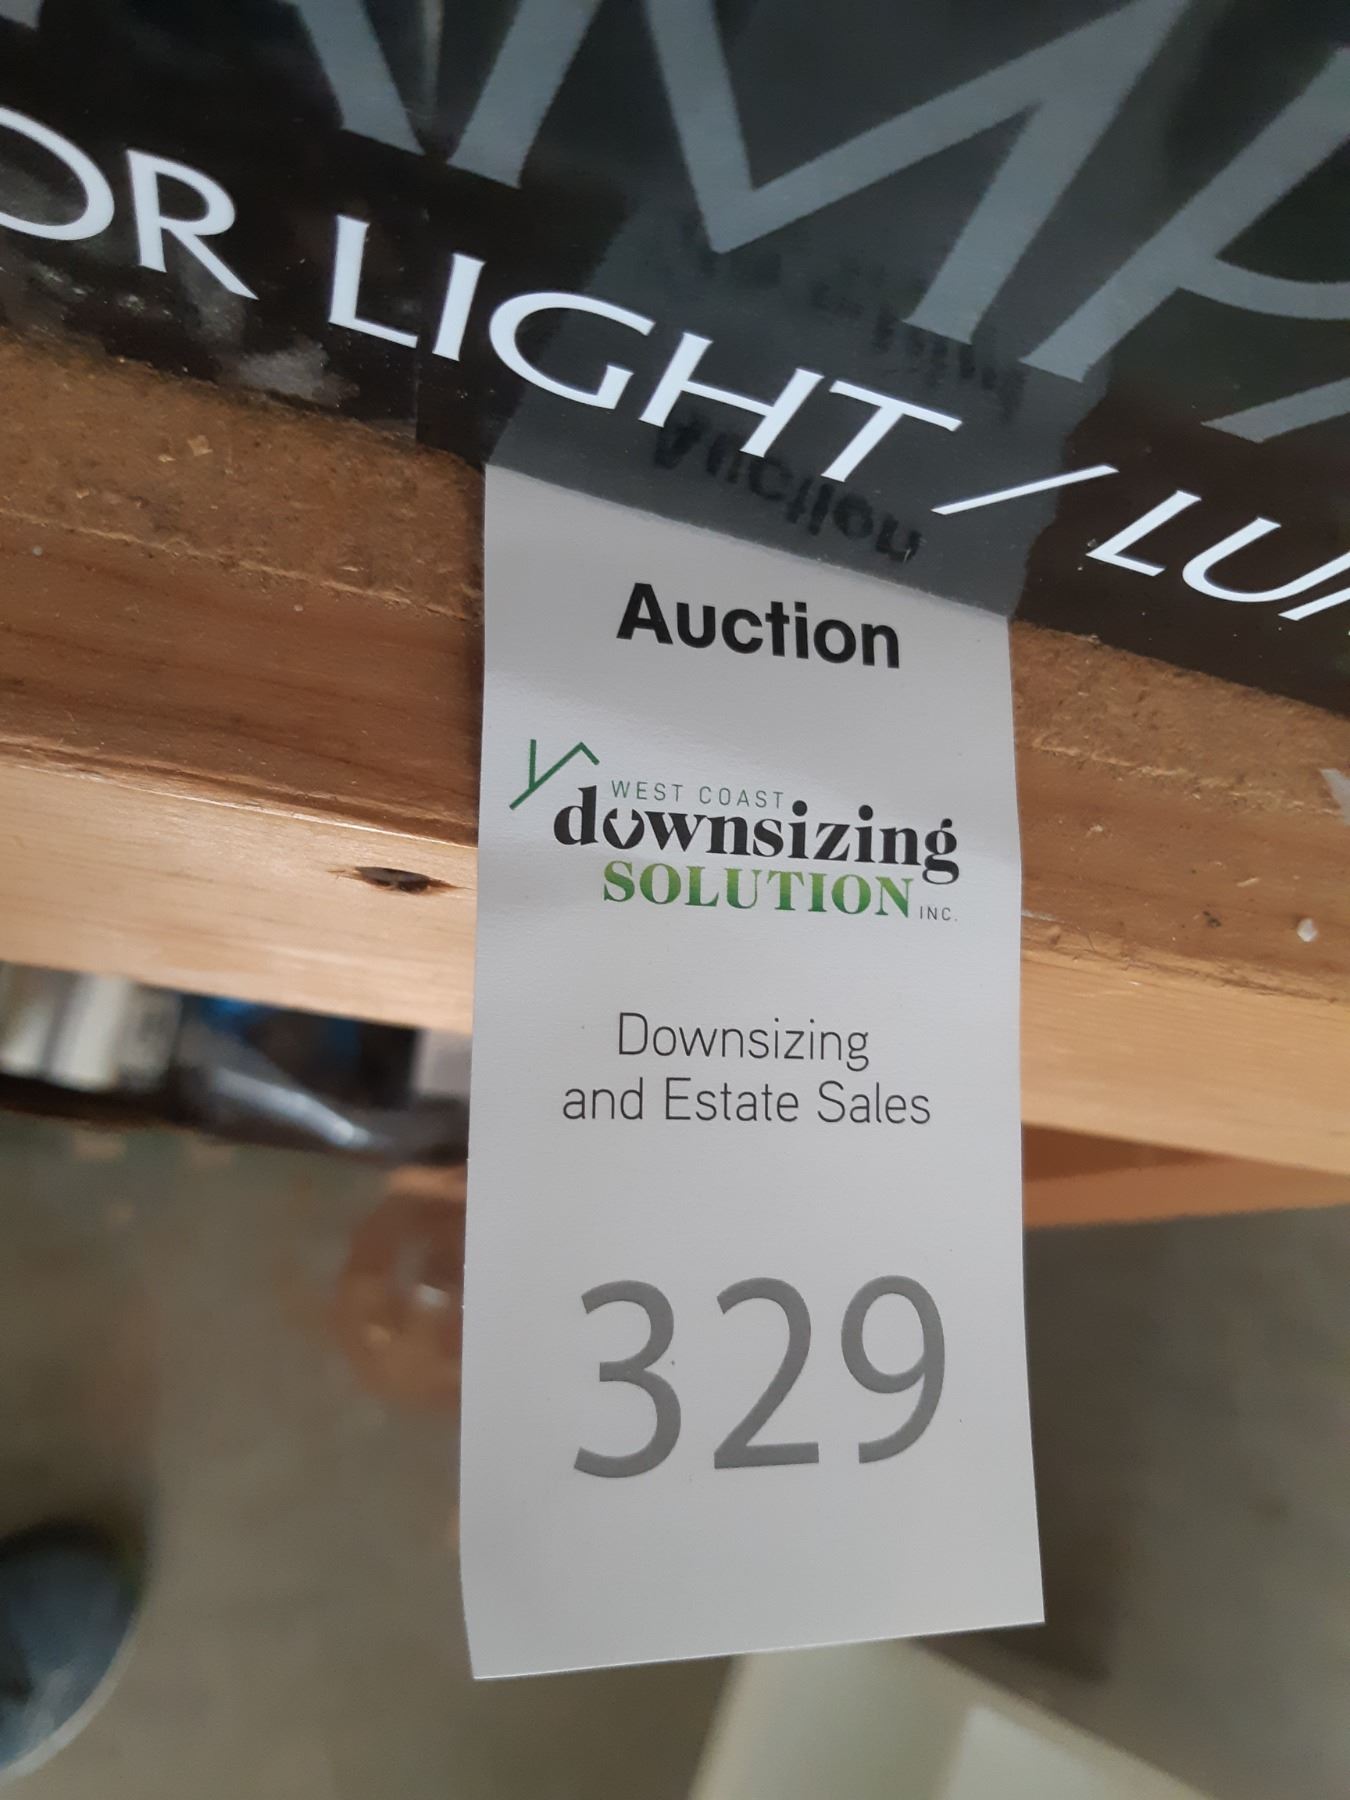 OR LIGHT / LU
Auction
WEST COAST
downsizing
SOLUTION INC.
Downsizing
and Estate Sales
329